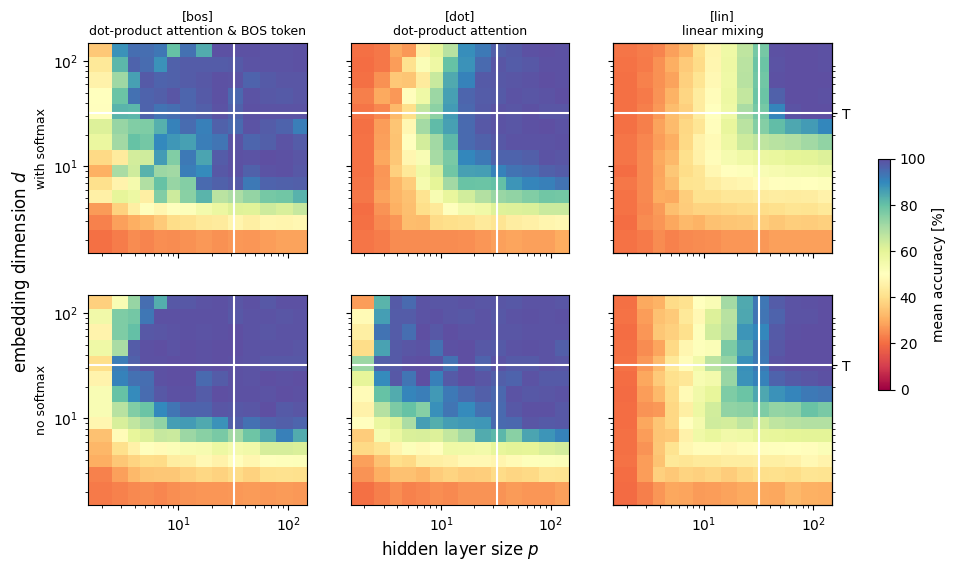 [bos]
dot-product attention & BOS token
[dot]
dot-product attention
[lin]
linear mixing
embedding dimension d
with softmax
10²
10¹
T
no softmax
10²
10¹
T
10¹ 10²
10¹ 10²
10¹ 10²
hidden layer size p
100
80
60
40
20
0
mean accuracy [%]